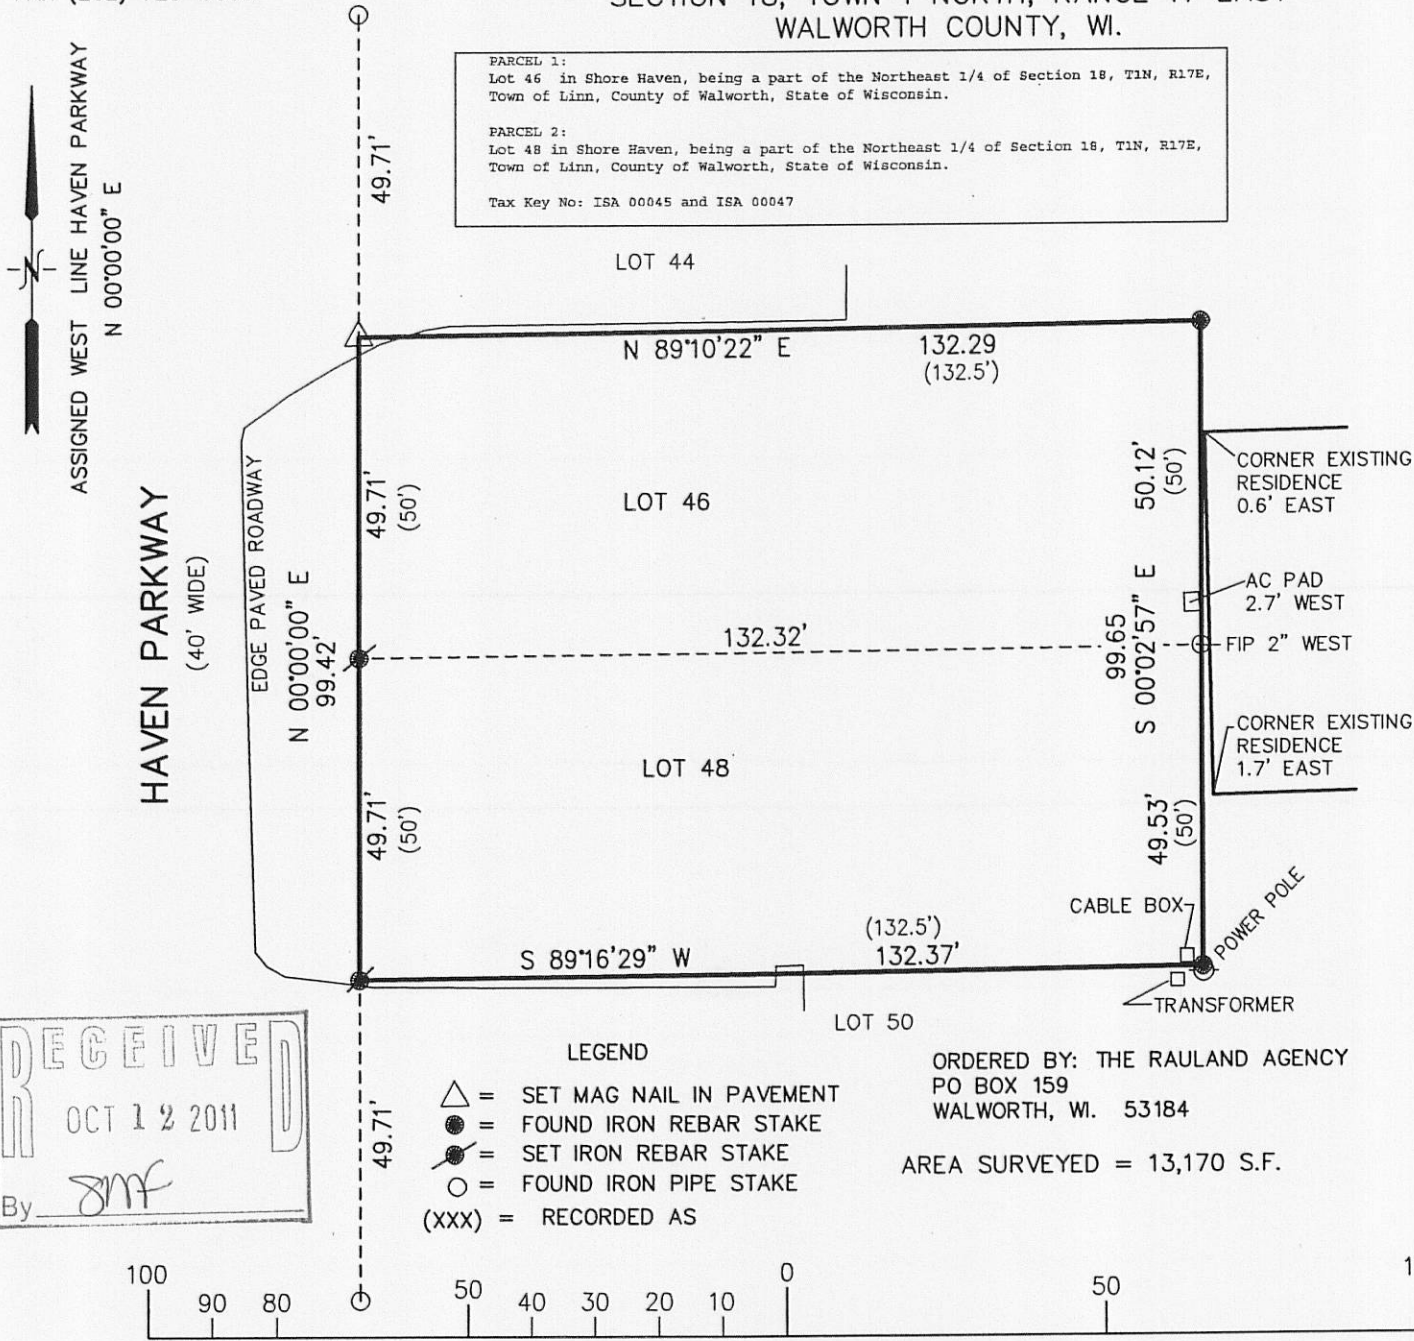 WALWORTH COUNTY, WI.
PARCEL 1:
Lot 46 in Shore Haven, being a part of the Northeast 1/4 of Section 18, T1N, R17E,
Town of Linn, County of Walworth, State of Wisconsin.
PARCEL 2:
Lot 48 in Shore Haven, being a part of the Northeast 1/4 of Section 18, T1N, R17E,
Town of Linn, County of Walworth, State of Wisconsin.
Tax Key No: ISA 00045 and ISA 00047
ASSIGNED WEST LINE HAVEN PARKWAY
N 00°00'00" E
N
49.71'
LOT 44
N 89°10'22" E
132.29
(132.5')
HAVEN PARKWAY
(40' WIDE)
EDGE PAVED ROADWAY
N 00°00'00" E
99.42'
49.71'
(50')
LOT 46
50.12'
(50')
CORNER EXISTING
RESIDENCE
0.6' EAST
AC PAD
2.7' WEST
99.65
S 00°02'57" E
132.32'
FIP 2" WEST
CORNER EXISTING
RESIDENCE
1.7' EAST
LOT 48
49.71'
(50')
49.53'
(50')
CABLE BOX
POWER POLE
(132.5')
S 89°16'29" W
132.37'
TRANSFORMER
LOT 50
RECEIVED
OCT 12 2011
By
49.71'
LEGEND
= SET MAG NAIL IN PAVEMENT
= FOUND IRON REBAR STAKE
= SET IRON REBAR STAKE
= FOUND IRON PIPE STAKE
(XXX) = RECORDED AS
ORDERED BY: THE RAULAND AGENCY
PO BOX 159
WALWORTH, WI. 53184
AREA SURVEYED = 13,170 S.F.
100 90 80 50 40 30 20 10 0 50